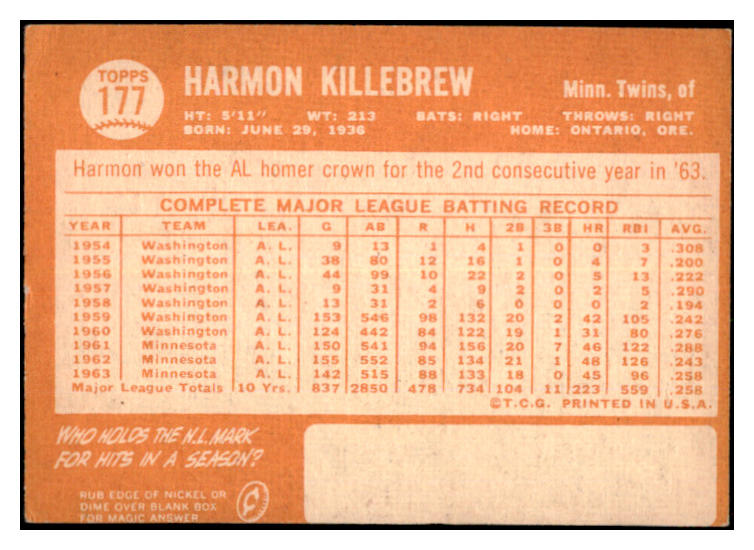 TOPPS
177
HARMON KILLEBREW
Minn. Twins, of
HT: 5'11" WT: 213 BATS: RIGHT THROWS: RIGHT
BORN: JUNE 29, 1936 HOME: ONTARIO, ORE.
Harmon won the AL homer crown for the 2nd consecutive year in '63.
COMPLETE MAJOR LEAGUE BATTING RECORD
YEAR TEAM LEA. G AB R H 2B 3B HR RBI AVG.
1954 Washington A. L. 9 13 1 4 1 0 0 3 .308
1955 Washington A. L. 38 80 12 16 1 0 4 7 .200
1956 Washington A. L. 44 99 10 22 2 0 5 13 .222
1957 Washington A. L. 9 31 4 9 2 0 2 5 .290
1958 Washington A. L. 13 31 2 6 0 0 0 2 .194
1959 Washington A. L. 153 546 98 132 20 2 42 105 .242
1960 Washington A. L. 124 442 84 122 19 1 31 80 .276
1961 Minnesota A. L. 150 541 94 156 20 7 46 122 .288
1962 Minnesota A. L. 155 552 85 134 21 1 48 126 .243
1963 Minnesota A. L. 142 515 88 133 18 0 45 96 .258
Major League Totals 10 Yrs. 837 2850 478 734 104 11 223 559 .258
©T.C.G. PRINTED IN U.S.A.
WHO HOLDS THE N.L. MARK
FOR HITS IN A SEASON?
RUB EDGE OF NICKEL OR
DIME OVER BLANK BOX
FOR MAGIC ANSWER